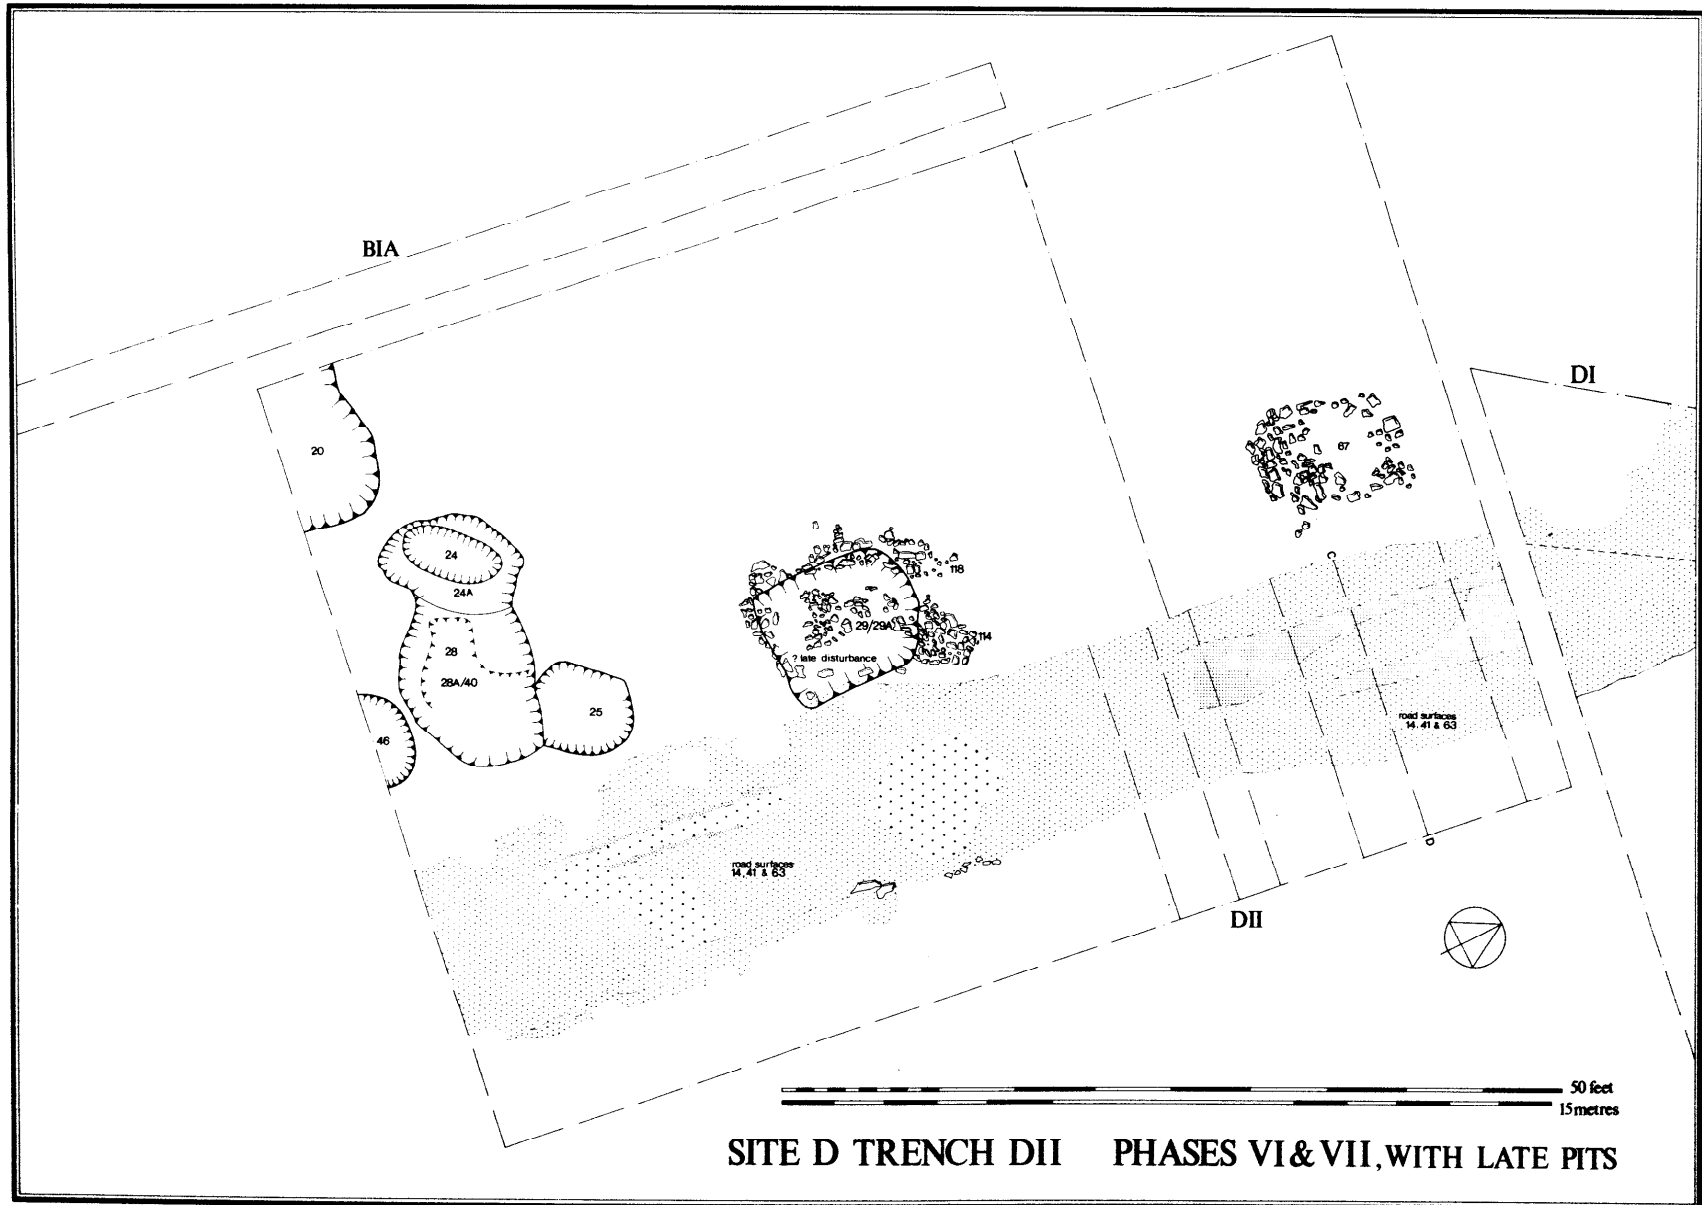 BIA
DI
20
67
24
118
24A
29/29A
114
28
? late disturbance
28A/40
25
46
C
road surfaces
14. 41 & 63
road surfaces
14, 41 & 63
D
DII
50 feet
15 metres
SITE D TRENCH DII PHASES VI & VII, WITH LATE PITS